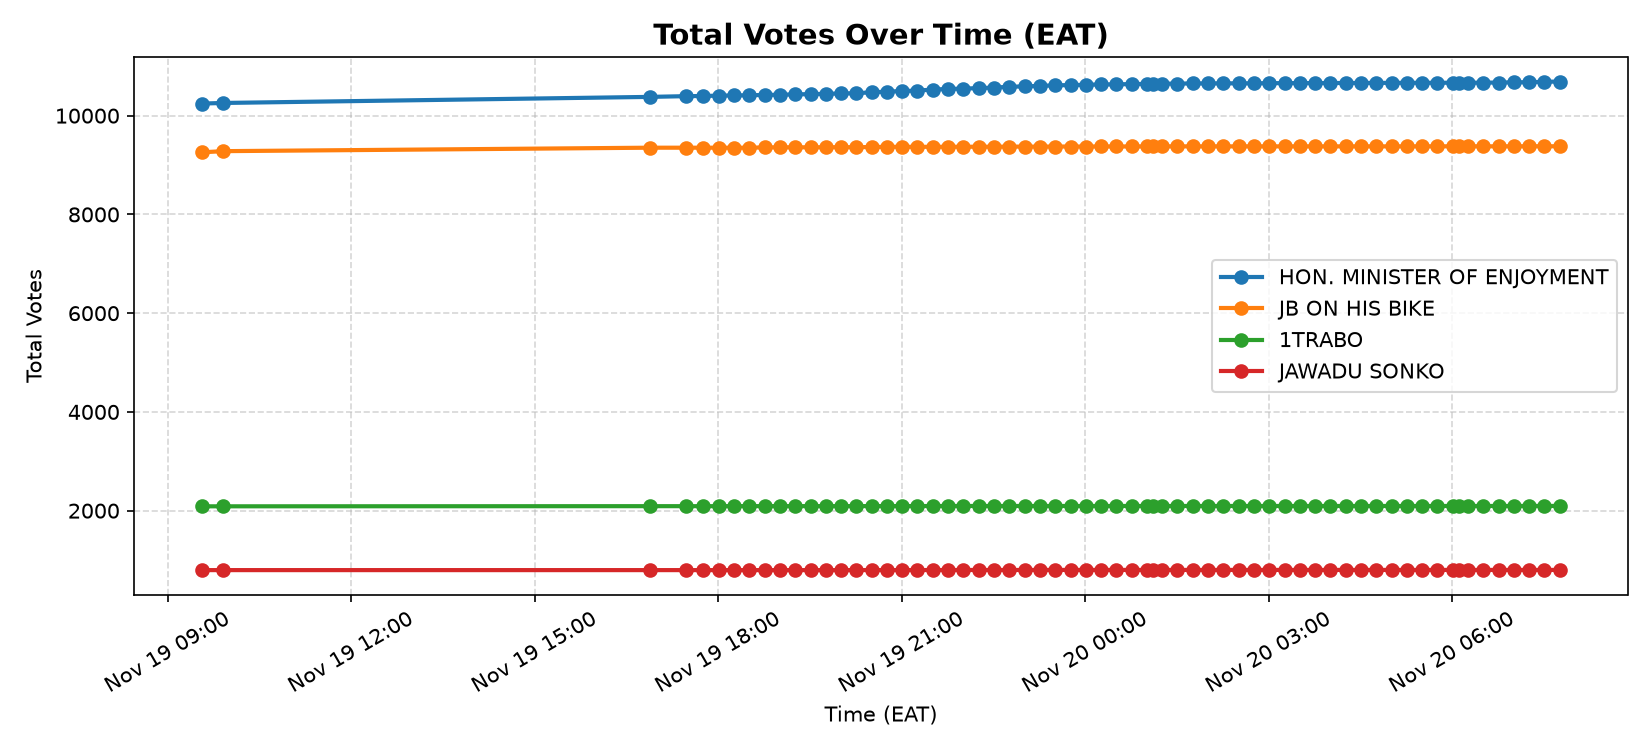 Total Votes Over Time (EAT)
Total Votes
10000
8000
6000
4000
2000
HON. MINISTER OF ENJOYMENT
JB ON HIS BIKE
1TRABO
JAWADU SONKO
Nov 19 09:00
Nov 19 12:00
Nov 19 15:00
Nov 19 18:00
Nov 19 21:00
Nov 20 00:00
Nov 20 03:00
Nov 20 06:00
Time (EAT)